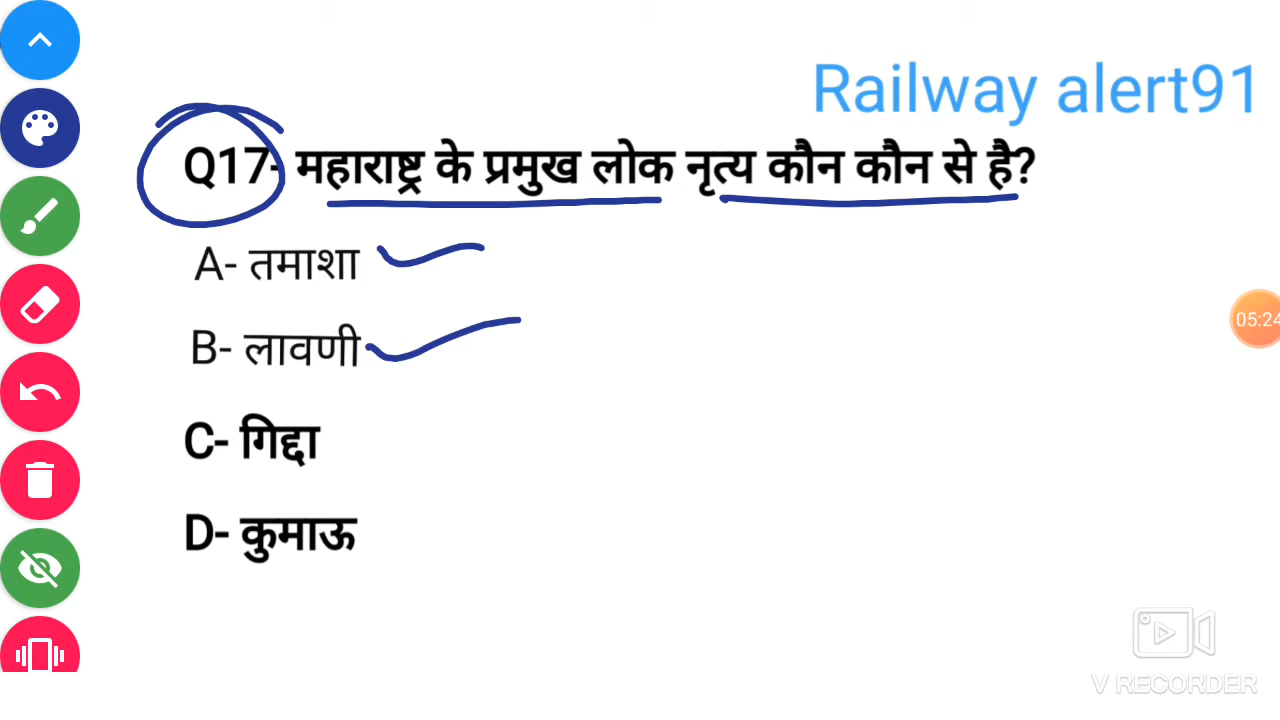 Railway alert91
Q17- महाराष्ट्र के प्रमुख लोक नृत्य कौन कौन से है?
A- तमाशा
B- लावणी
C- गिद्दा
D- कुमाऊ
05:24
V RECORDER